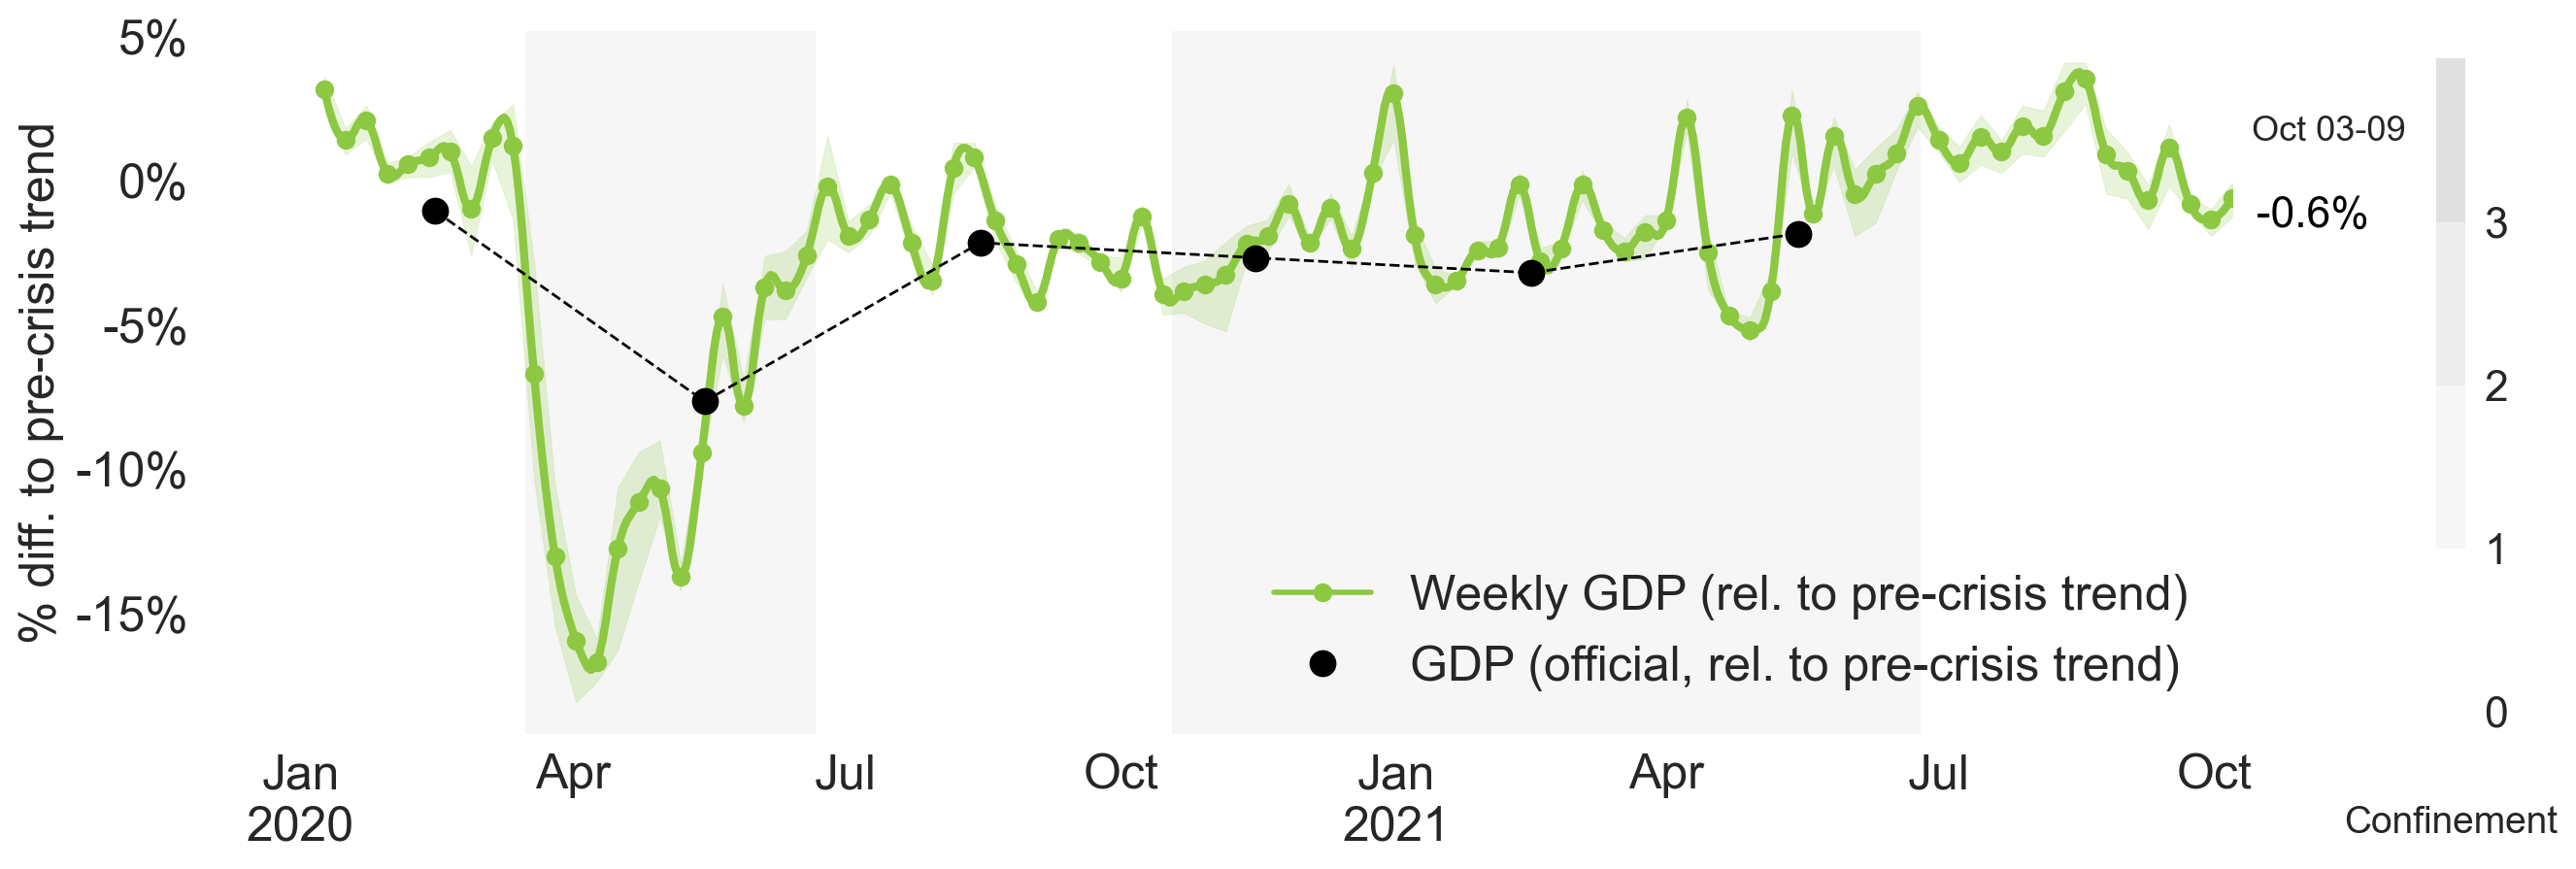 % diff. to pre-crisis trend
5%
0%
-5%
-10%
-15%
Oct 03-09
-0.6%
3
2
1
0
Weekly GDP (rel. to pre-crisis trend)
GDP (official, rel. to pre-crisis trend)
Jan Apr Jul Oct Jan Apr Jul Oct
2020 2021
Confinement